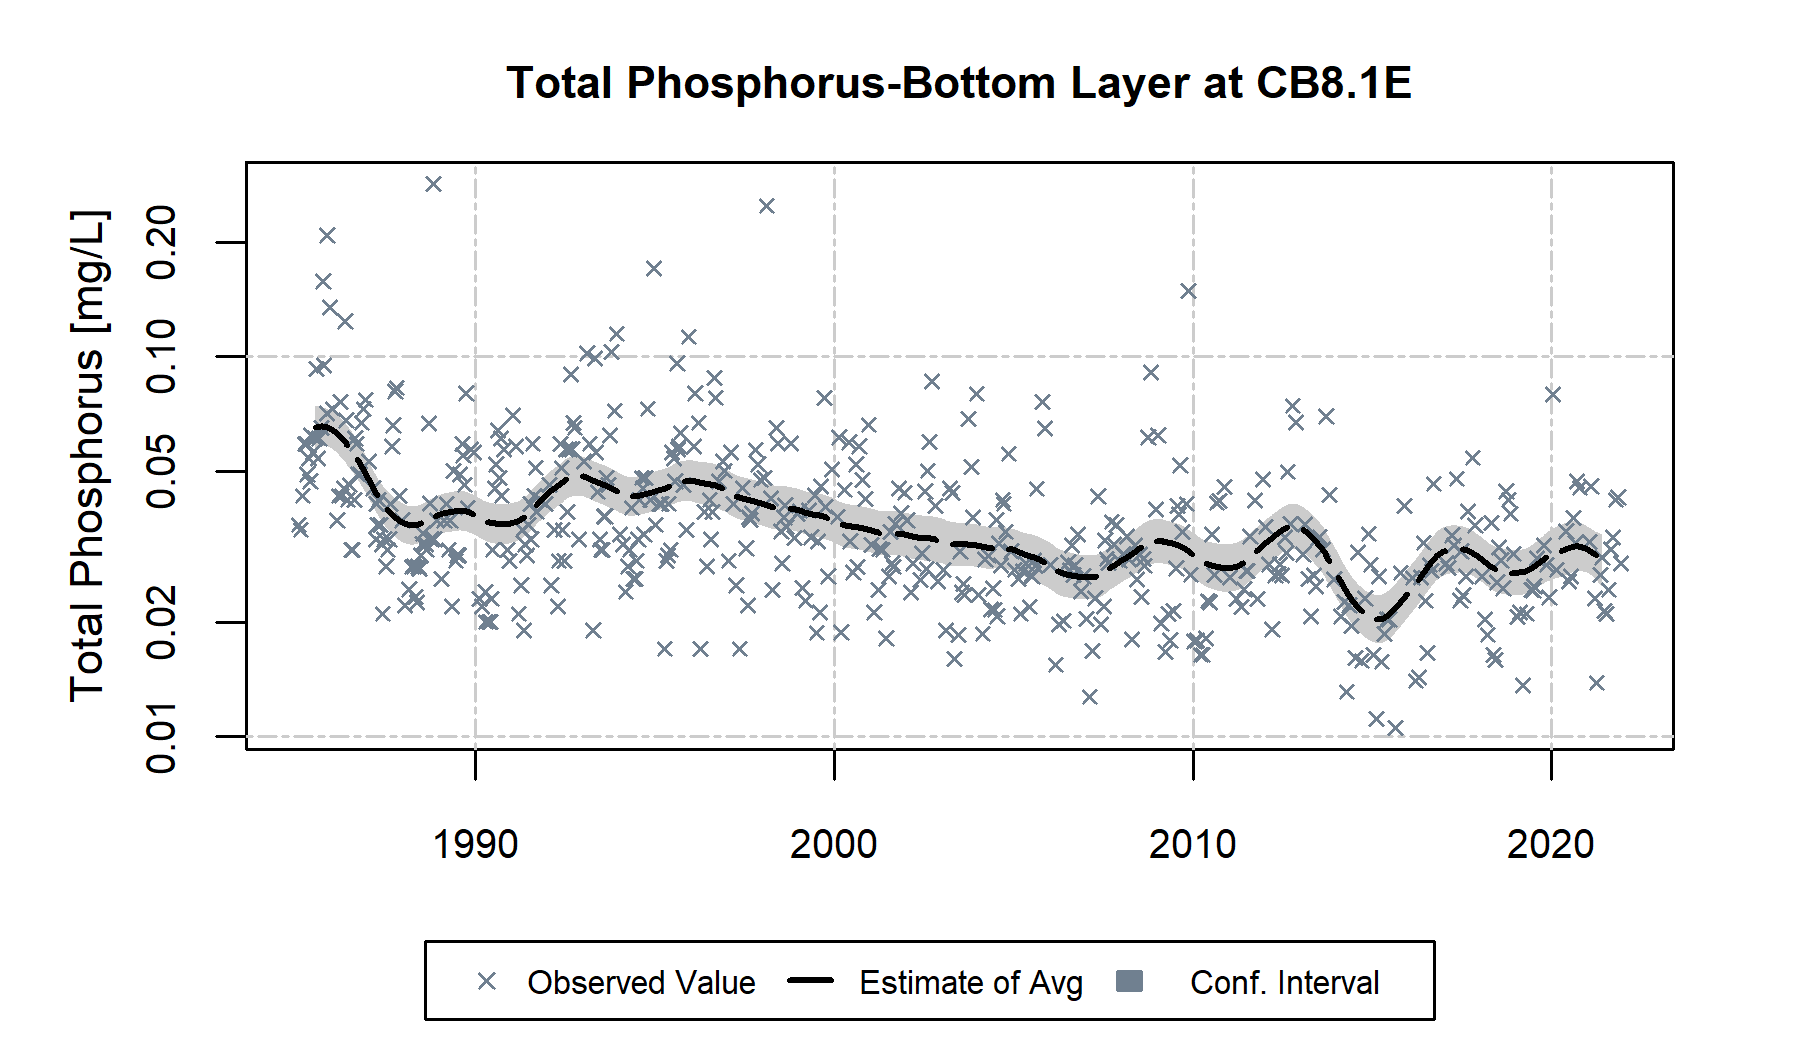 Total Phosphorus-Bottom Layer at CB8.1E
Total Phosphorus [mg/L]
0.20
0.10
0.05
0.02
0.01
1990 2000 2010 2020
Observed Value Estimate of Avg Conf. Interval